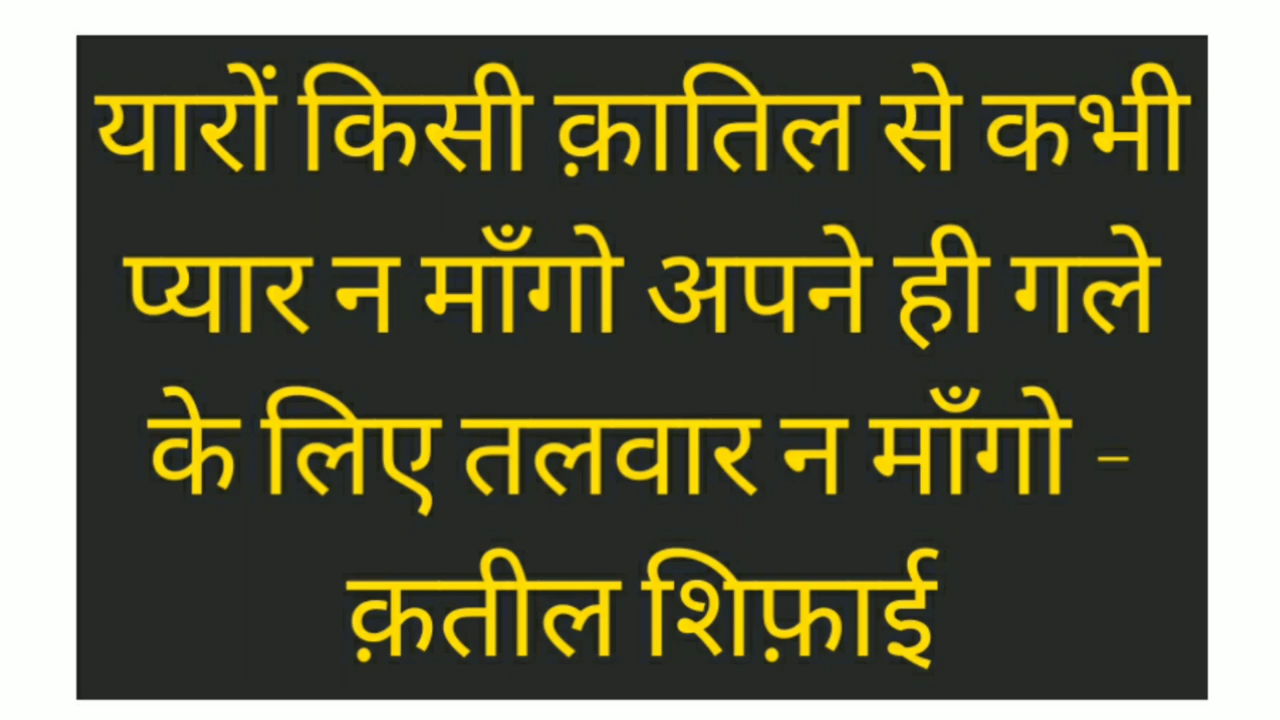 यारों किसी क़ातिल से कभी
प्यार न माँगो अपने ही गले
के लिए तलवार न माँगो -
क़तील शिफ़ाई